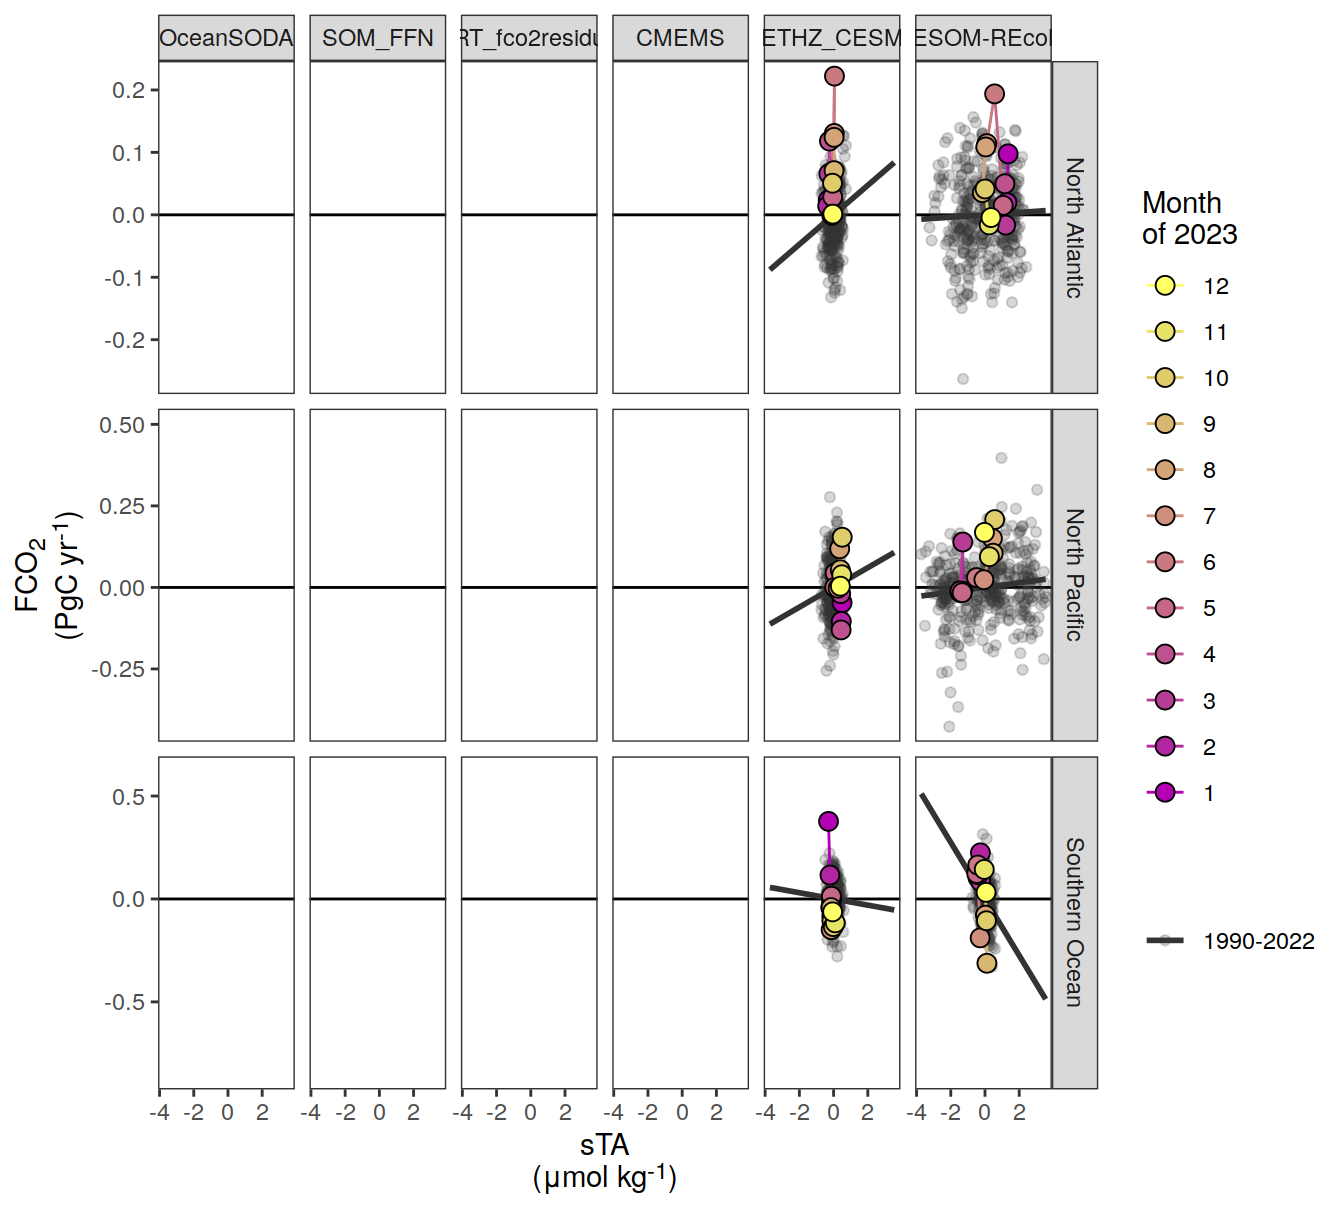 OceanSODA SOM_FFN RT_fco2residu CMEMS ETHZ_CESM ESOM-REcoI
0.2
0.1
0.0
-0.1
-0.2
North Atlantic
0.50
0.25
0.00
-0.25
North Pacific
0.5
0.0
-0.5
Southern Ocean
FCO2
(PgC yr-1)
-4 -2 0 2 -4 -2 0 2 -4 -2 0 2 -4 -2 0 2 -4 -2 0 2 -4 -2 0 2
sTA
(µmol kg-1)
Month
of 2023
12
11
10
9
8
7
6
5
4
3
2
1
1990-2022